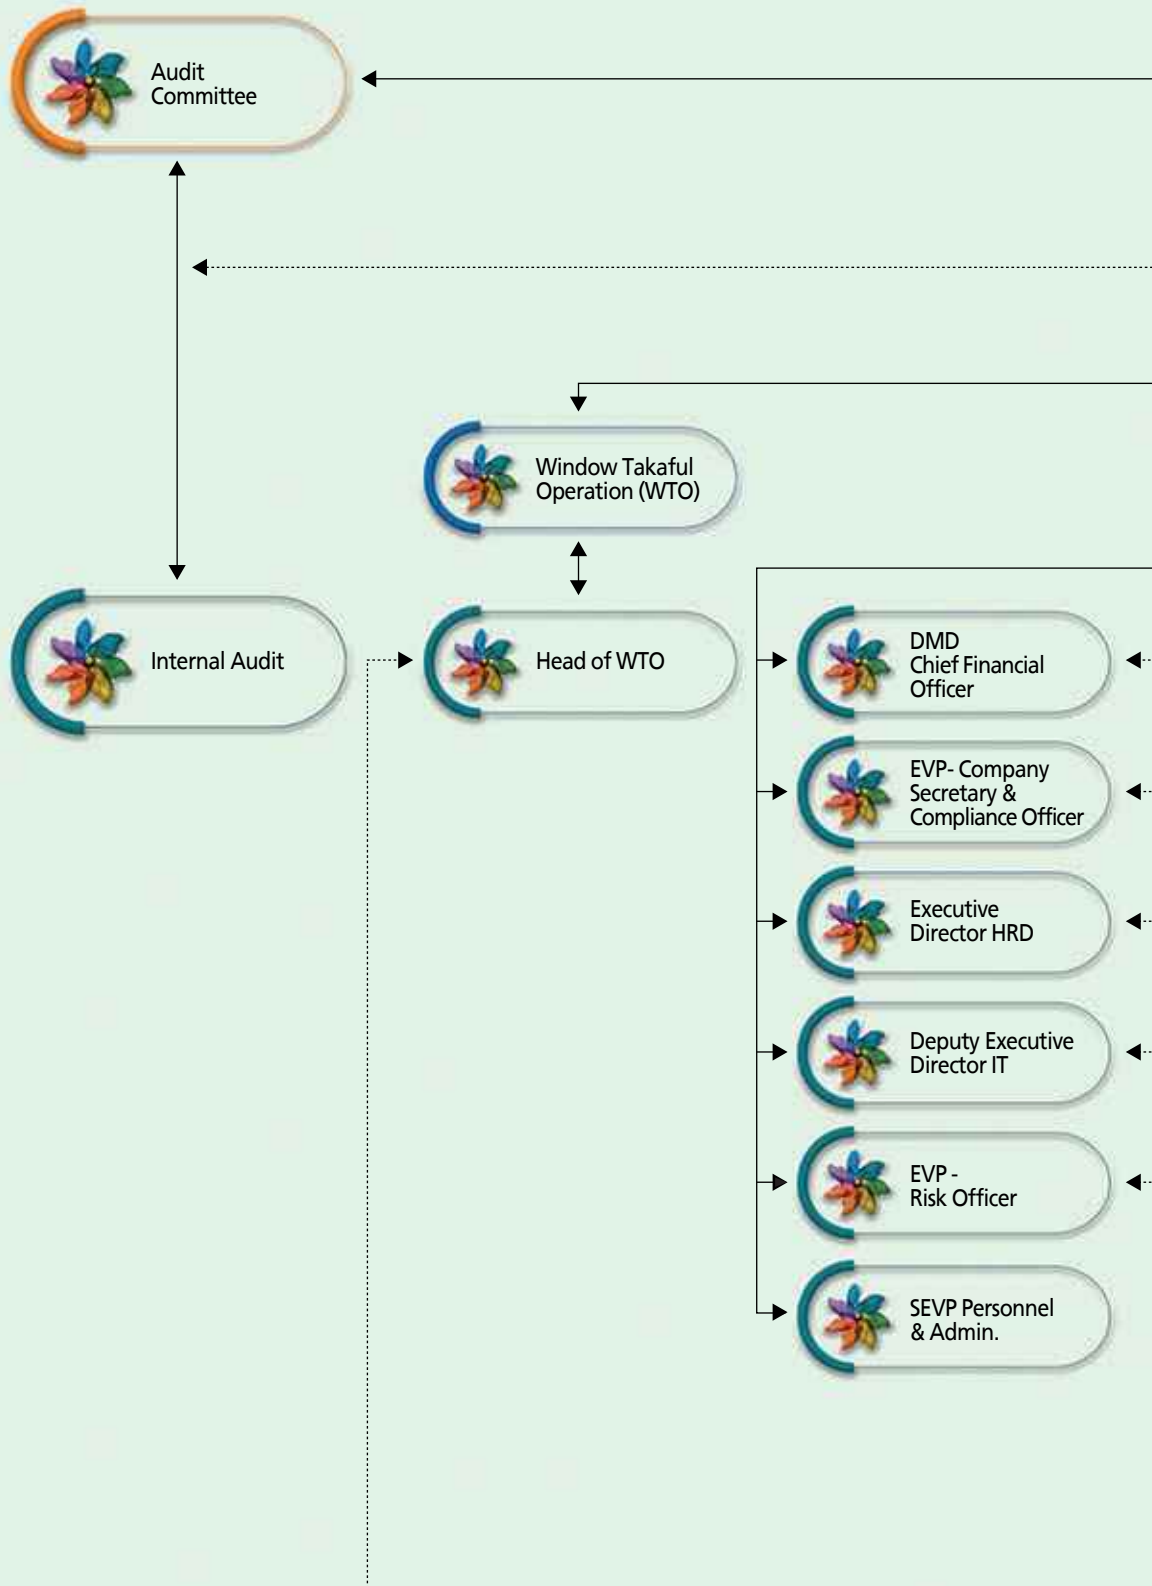 Audit
Committee
Window Takaful
Operation (WTO)
Internal Audit
Head of WTO
DMD
Chief Financial
Officer
EVP- Company
Secretary &
Compliance Officer
Executive
Director HRD
Deputy Executive
Director IT
EVP -
Risk Officer
SEVP Personnel
& Admin.